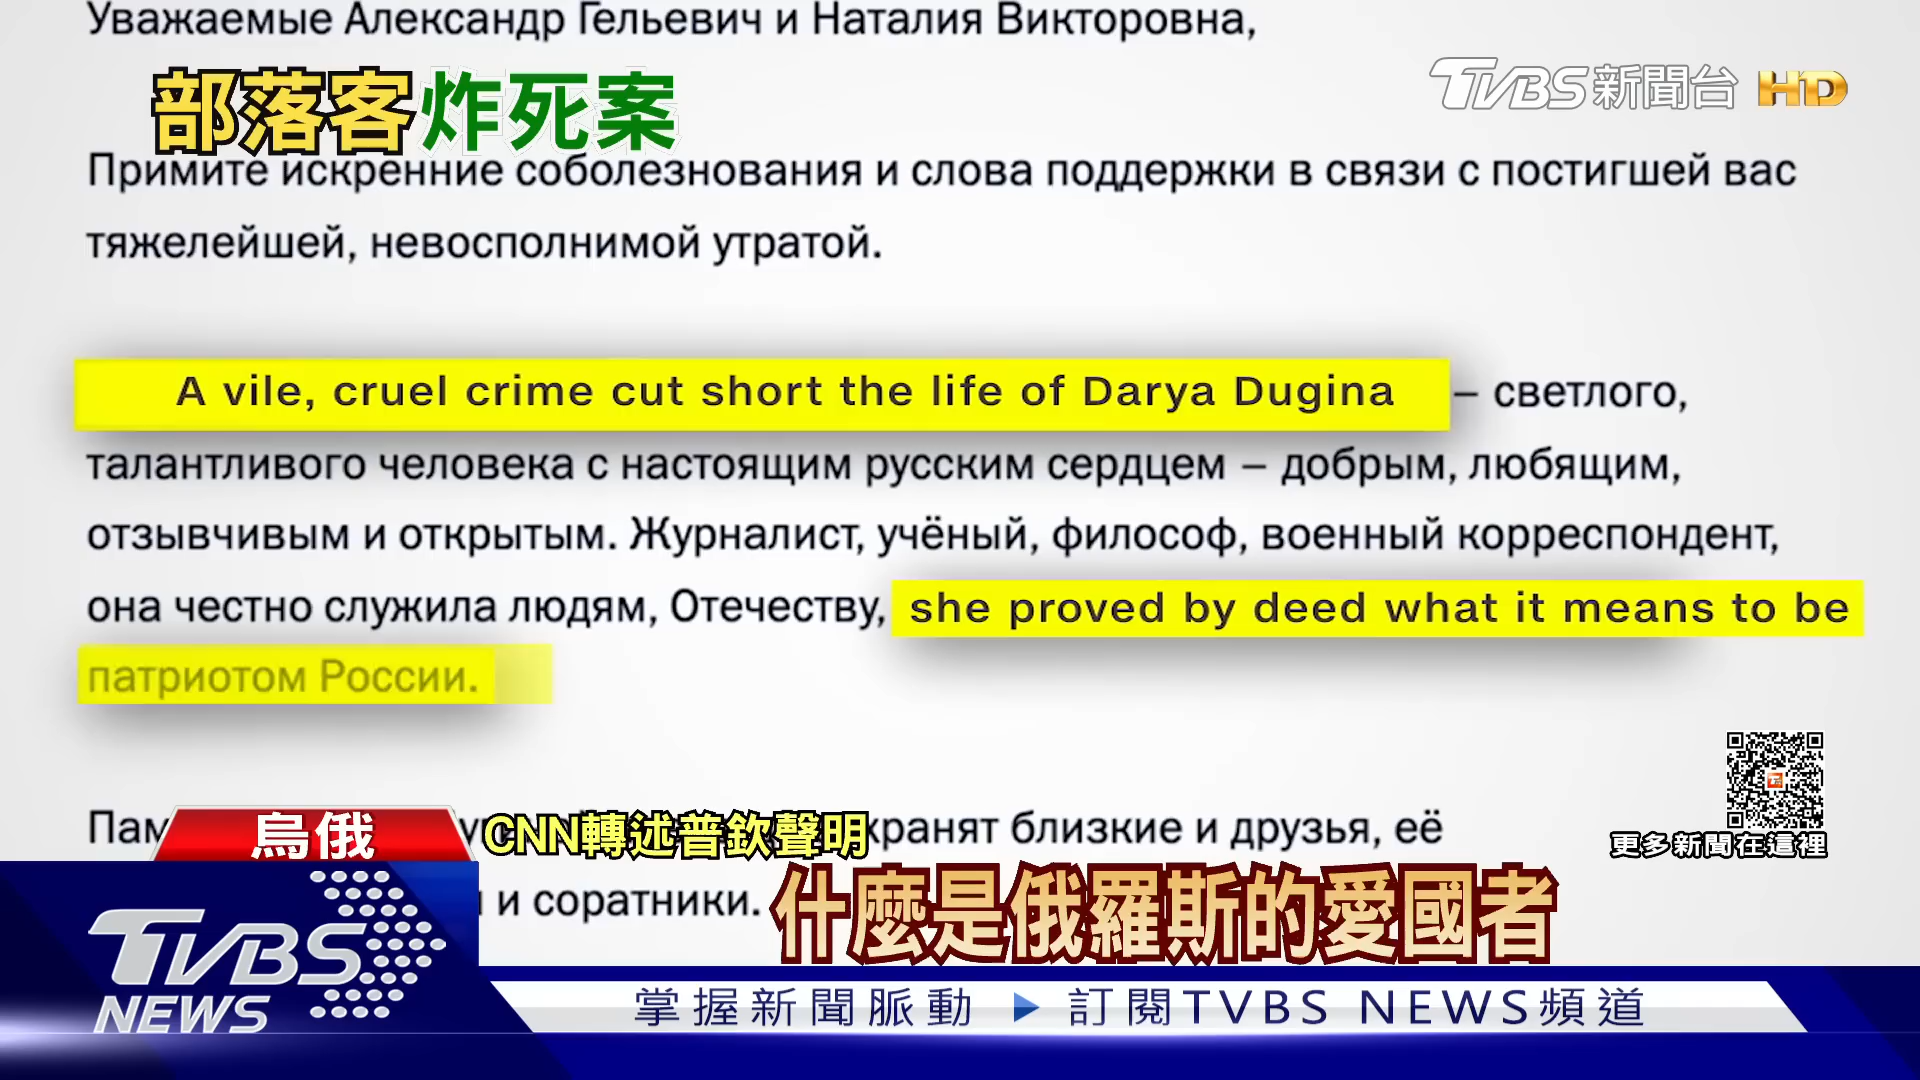 Уважаемые Александр Гельевич и Наталия Викторовна,
部落客炸死案
TVBS新聞台 HD
Примите искренние соболезнования и слова поддержки в связи с постигшей вас
тяжелейшей, невосполнимой утратой.
A vile, cruel crime cut short the life of Darya Dugina – светлого,
талантливого человека с настоящим русским сердцем – добрым, любящим,
отзывчивым и открытым. Журналист, учёный, философ, военный корреспондент,
она честно служила людям, Отечеству, she proved by deed what it means to be
патриотом России.
хранят близкие и друзья, её
烏俄
CNN轉述普欽聲明
更多新聞在這裡
и соратники.
什麼是俄羅斯的愛國者
TVBS
NEWS
掌握新聞脈動 ▶ 訂閱TVBS NEWS頻道